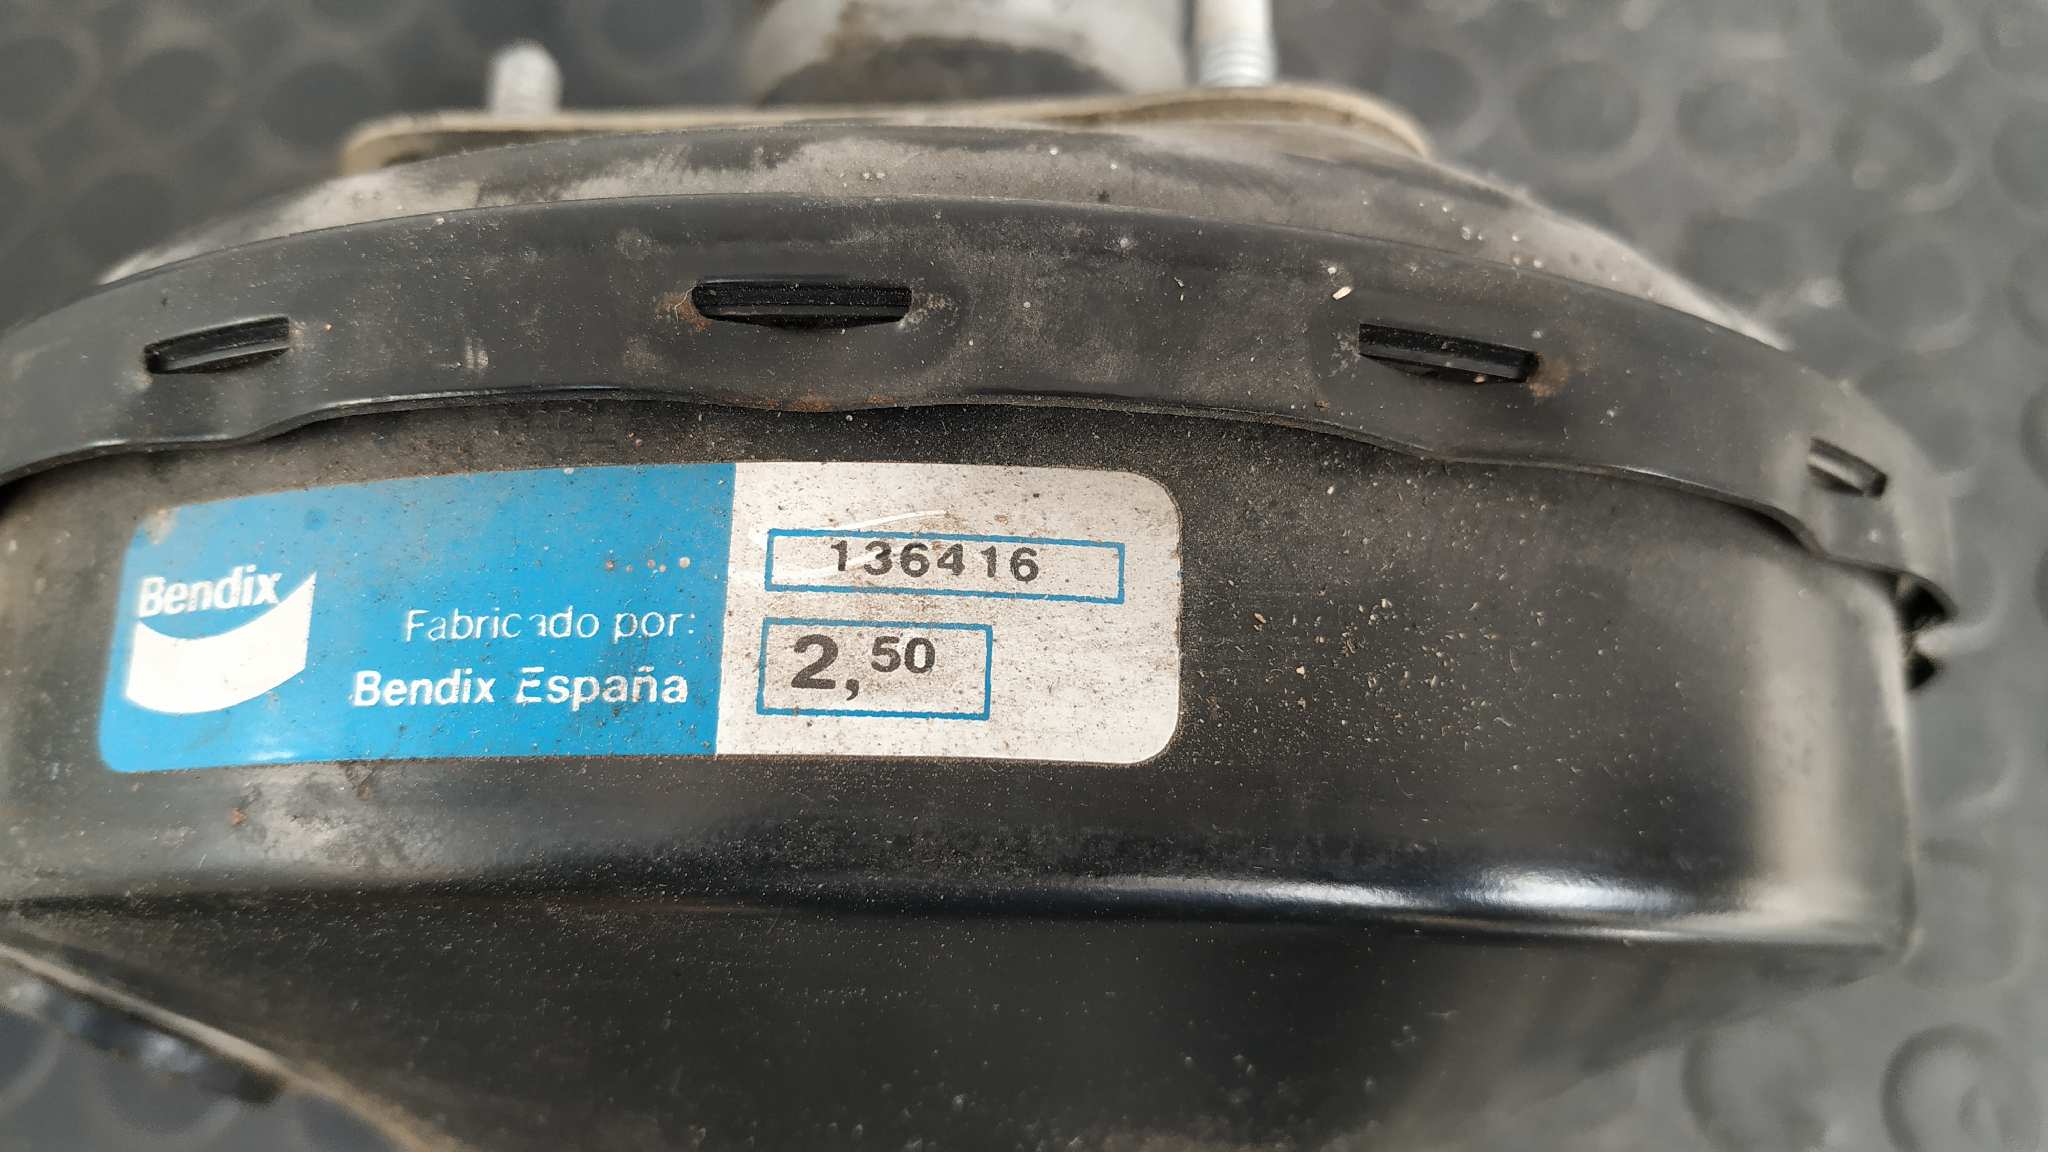 Bendix
Fabricado por:
Bendix España
136416
2,50